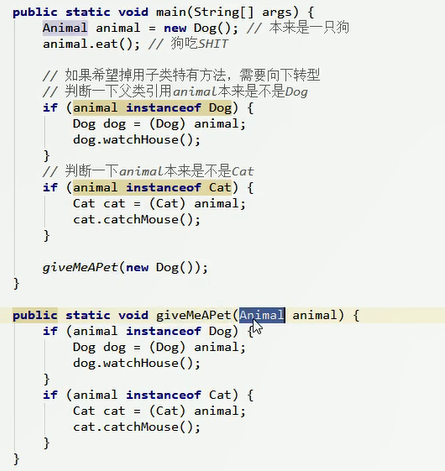 public static void main(String[] args) {
Animal animal = new Dog(); // 本来是一只狗
animal.eat(); // 狗吃SHIT
// 如果希望掉用子类特有方法，需要向下转型
// 判断一下父类引用animal本来是不是Dog
if (animal instanceof Dog) {
Dog dog = (Dog) animal;
dog.watchHouse();
}
// 判断一下animal本来是不是Cat
if (animal instanceof Cat) {
Cat cat = (Cat) animal;
cat.catchMouse();
}
giveMeAPet(new Dog());
}
public static void giveMeAPet(Animal animal) {
if (animal instanceof Dog) {
Dog dog = (Dog) animal;
dog.watchHouse();
}
if (animal instanceof Cat) {
Cat cat = (Cat) animal;
cat.catchMouse();
}
}